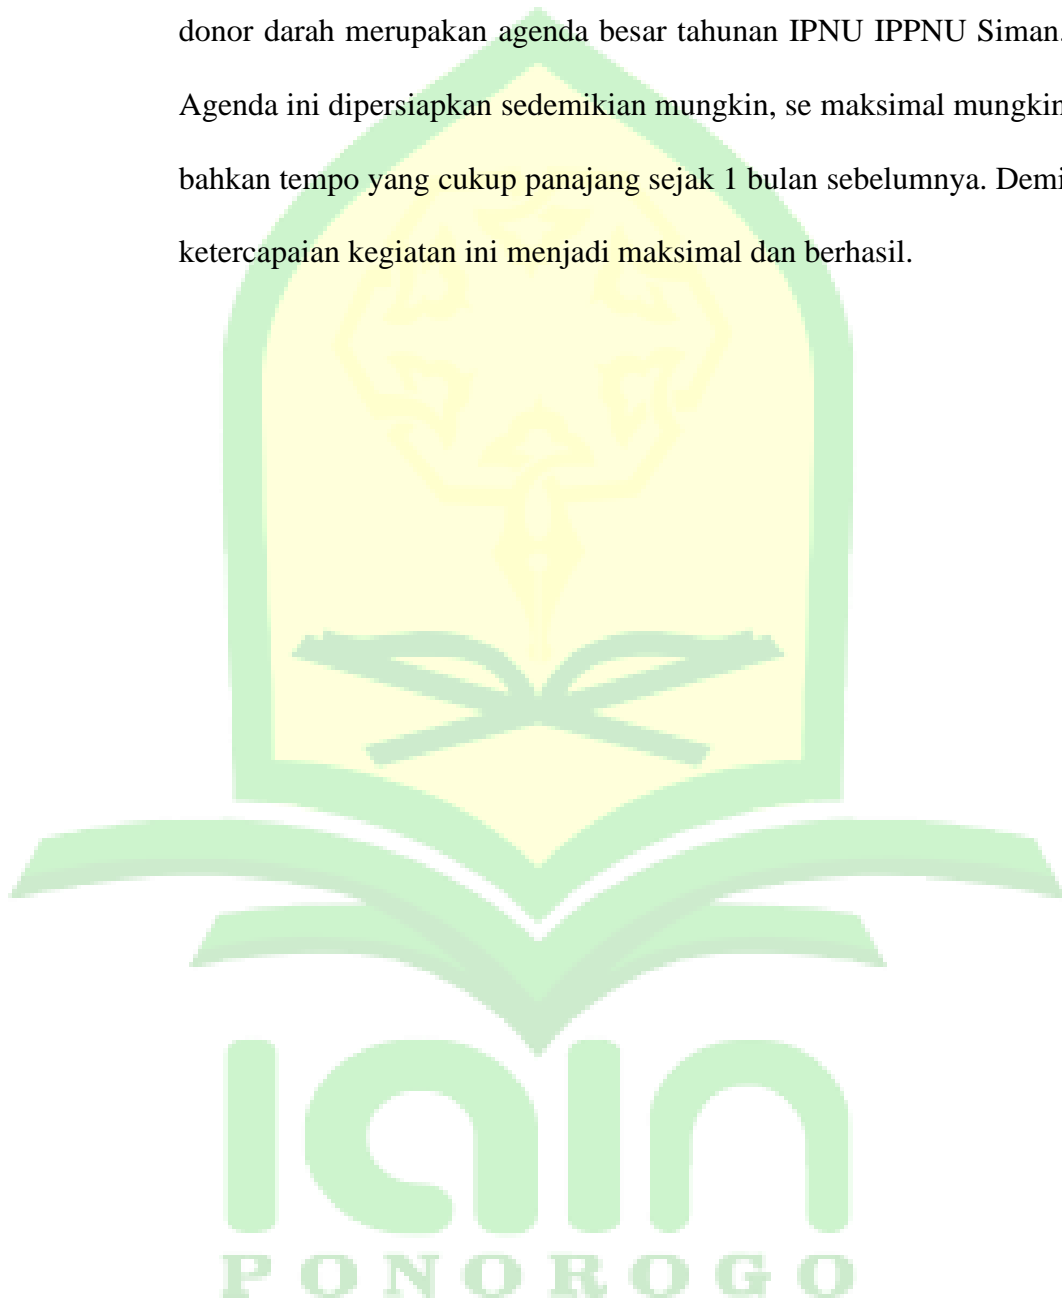 donor darah merupakan agenda besar tahunan IPNU IPPNU Siman.
Agenda ini dipersiapkan sedemikian mungkin, se maksimal mungkin
bahkan tempo yang cukup panajang sejak 1 bulan sebelumnya. Demi
ketercapaian kegiatan ini menjadi maksimal dan berhasil.
iain
PONOROGO